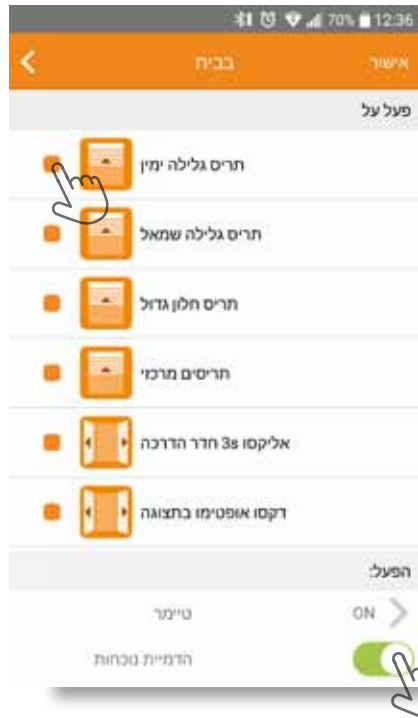 70% 12:36
אישור בבית
פעל על
תריס גלילה ימין
תריס גלילה שמאל
תריס חלון גדול
תריסים מרכזי
אליקסו 3s חדר הדרכה
דקסו אופטימו בתצוגה
הפעל:
טיימר ON
הדמיית נוכחות